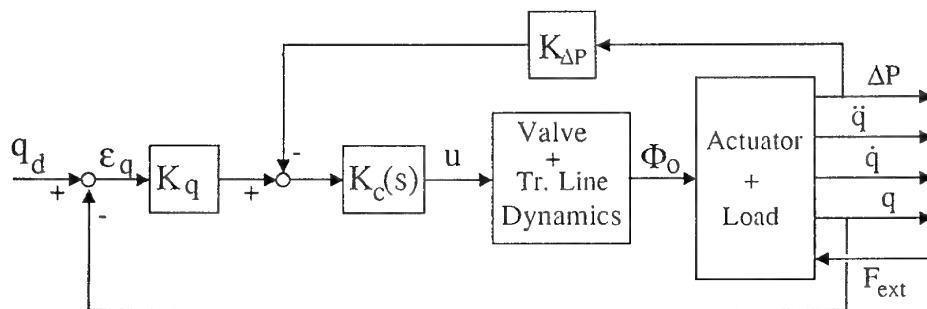 K_ΔP
ΔP
q̈
q̇
q
F_ext
q_d
+
-
ε_q
K_q
+
-
K_c(s)
u
Valve
+
Tr. Line
Dynamics
Φ_o
Actuator
+
Load